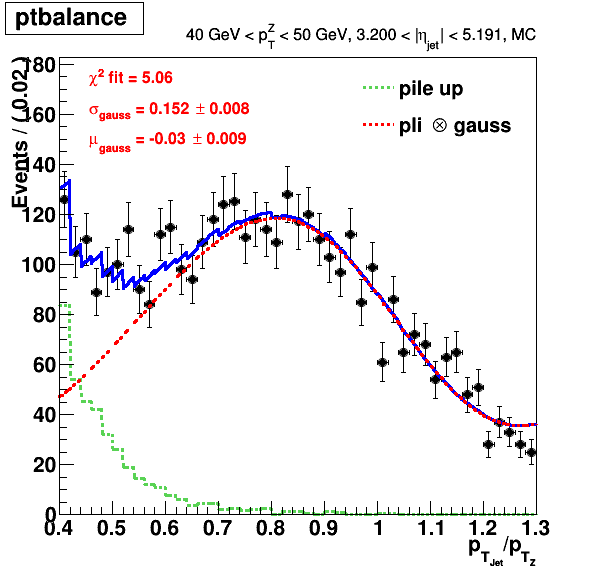 ptbalance
40 GeV < p_T^Z < 50 GeV, 3.200 < |η_jet| < 5.191, MC
Events / ( 0.02 )
χ² fit = 5.06
σ_gauss = 0.152 ± 0.008
μ_gauss = -0.03 ± 0.009
pile up
pli ⊗ gauss
180
160
140
120
100
80
60
40
20
0
0.4 0.5 0.6 0.7 0.8 0.9 1 1.1 1.2 1.3
p_T_Jet/p_T_Z